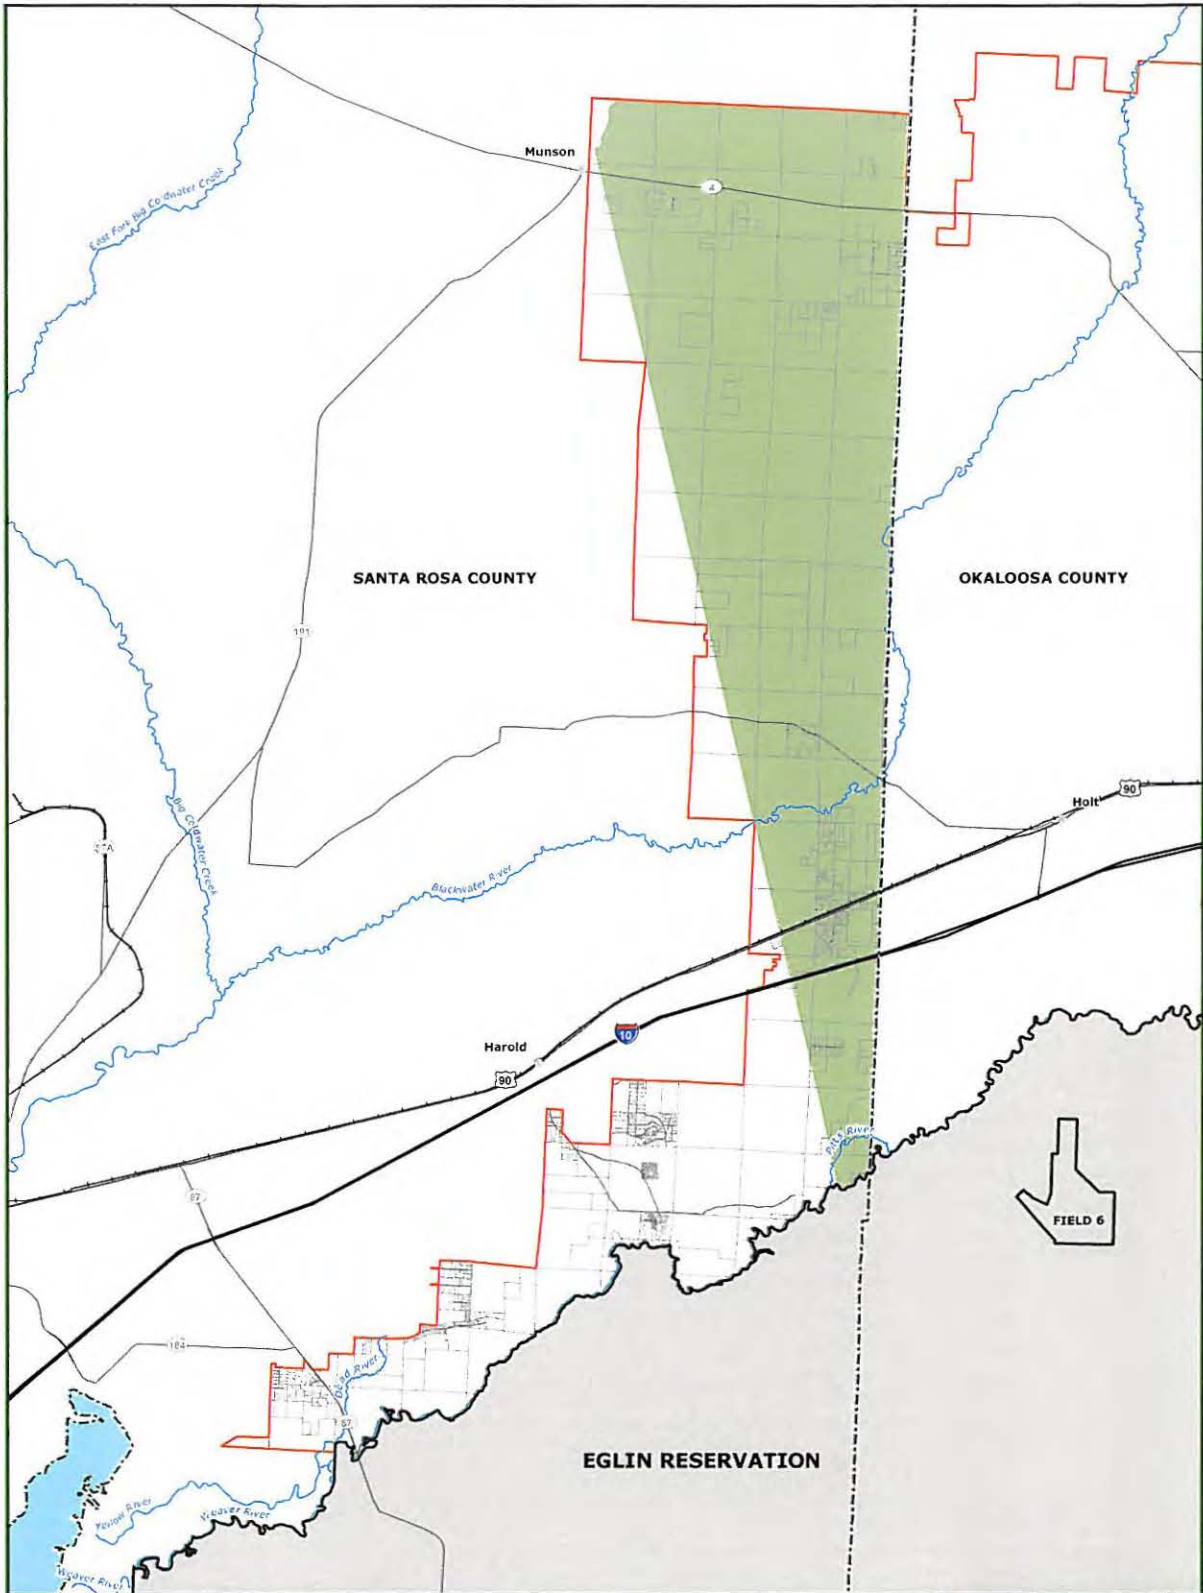 Munson
4
East Fork Big Coldwater Creek
SANTA ROSA COUNTY
OKALOOSA COUNTY
191
90
Holt
Big Coldwater Creek
Blackwater River
10
Harold
90
Pitts River
87
FIELD 6
184
Dead River
87
EGLIN RESERVATION
Yellow River
Weaver River
Weaver River